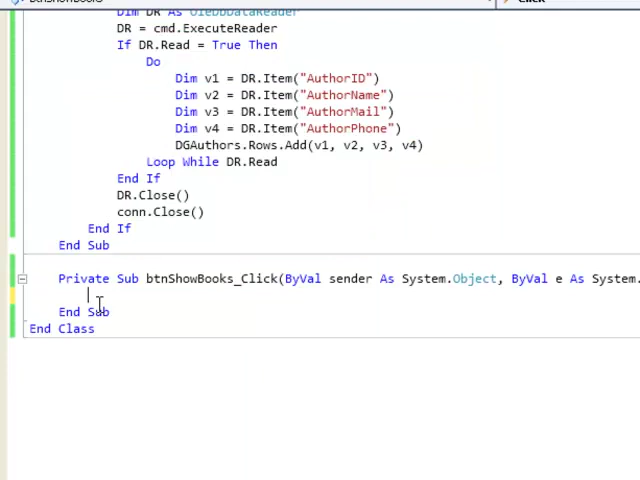 btnShowBooks
Click
Dim DR As OleDbDataReader
DR = cmd.ExecuteReader
If DR.Read = True Then
Do
Dim v1 = DR.Item("AuthorID")
Dim v2 = DR.Item("AuthorName")
Dim v3 = DR.Item("AuthorMail")
Dim v4 = DR.Item("AuthorPhone")
DGAuthors.Rows.Add(v1, v2, v3, v4)
Loop While DR.Read
End If
DR.Close()
conn.Close()
End If
End Sub
Private Sub btnShowBooks_Click(ByVal sender As System.Object, ByVal e As System.
End Sub
End Class